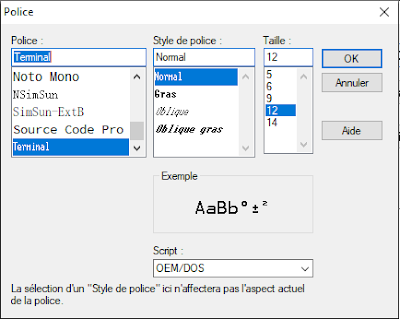 Police
Police :
Style de police :
Taille :
Terminal
Normal
12
OK
Noto Mono
NSimSun
SimSun-ExtB
Source Code Pro
Terminal
Normal
Gras
Oblique
Oblique gras
5
6
9
12
14
Annuler
Aide
Exemple
AaBb°±²
Script :
OEM/DOS
La sélection d'un "Style de police" ici n'affectera pas l'aspect actuel
de la police.